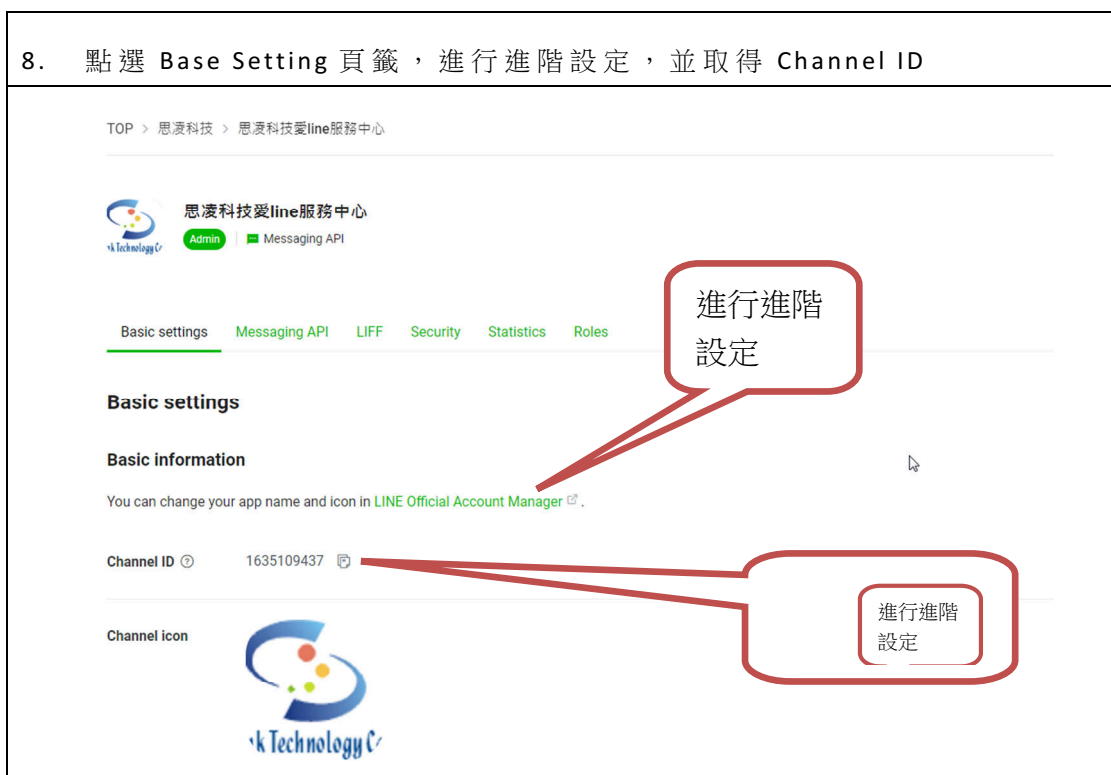 8. 點選 Base Setting 頁籤，進行進階設定，並取得 Channel ID
TOP > 思凌科技 > 思凌科技愛line服務中心
思凌科技愛line服務中心
Admin Messaging API
k Technology C
Basic settings Messaging API LIFF Security Statistics Roles
進行進階
設定
Basic settings
Basic information
You can change your app name and icon in LINE Official Account Manager .
Channel ID 1635109437
進行進階
設定
Channel icon
k Technology C